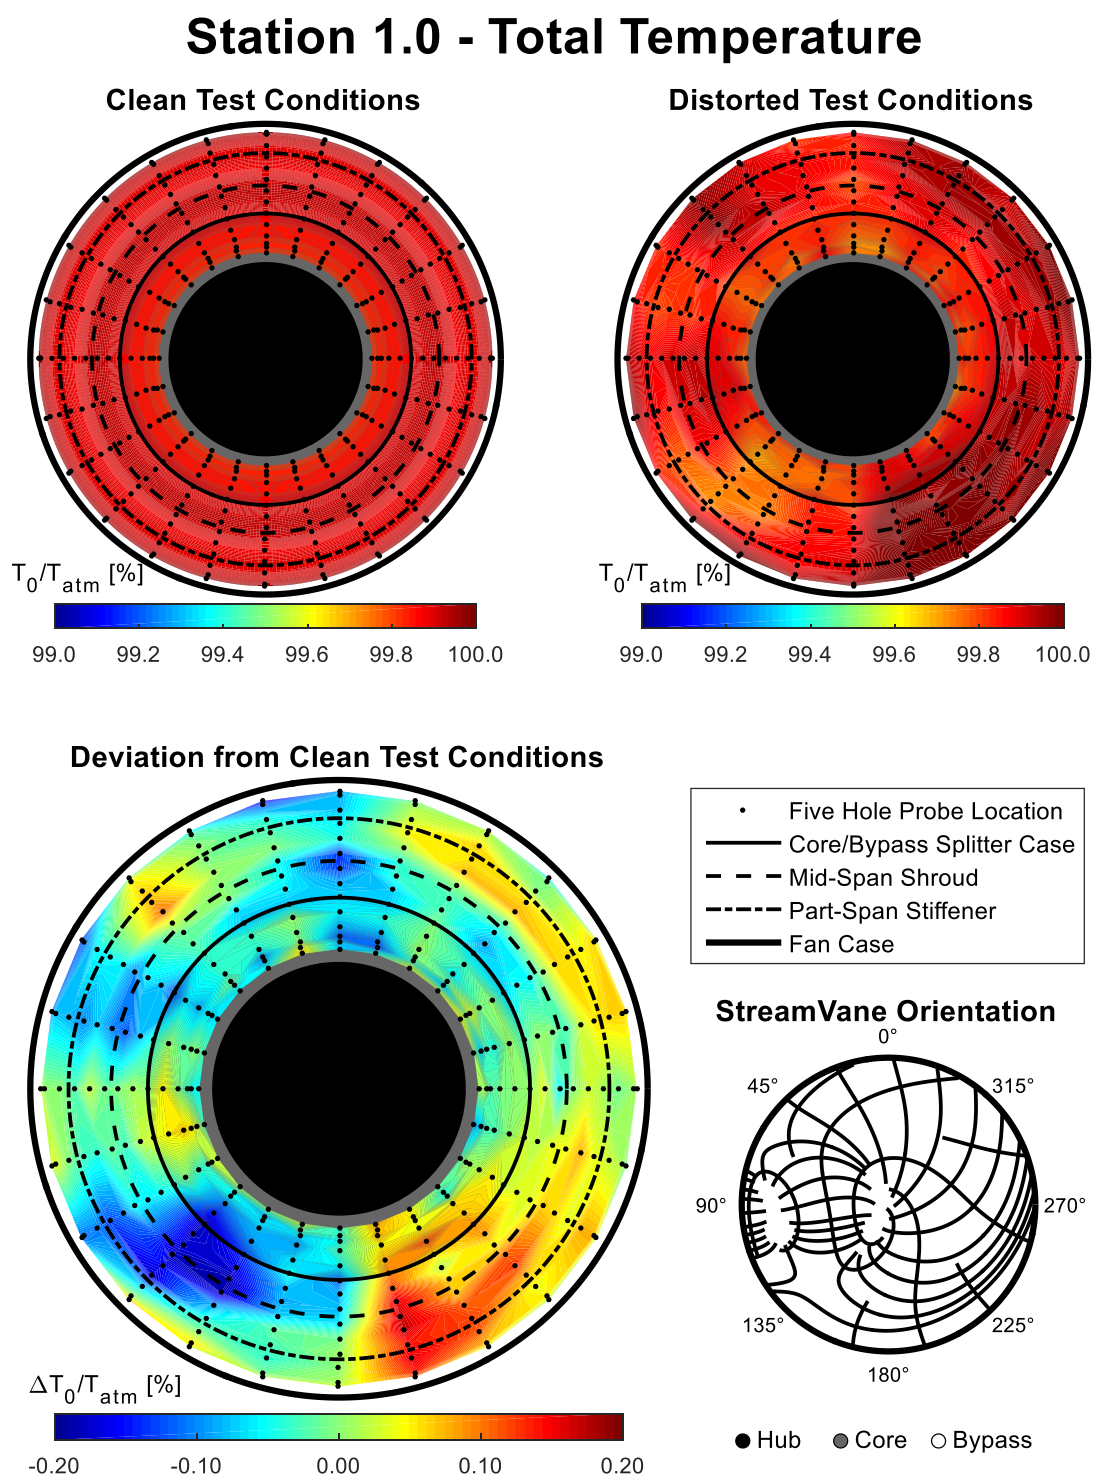 Station 1.0 - Total Temperature
Clean Test Conditions
Distorted Test Conditions
T0/Tatm [%]
T0/Tatm [%]
99.0 99.2 99.4 99.6 99.8 100.0
99.0 99.2 99.4 99.6 99.8 100.0
Deviation from Clean Test Conditions
Five Hole Probe Location
Core/Bypass Splitter Case
Mid-Span Shroud
Part-Span Stiffener
Fan Case
StreamVane Orientation
0°
45° 315°
90° 270°
135° 225°
180°
ΔT0/Tatm [%]
-0.20 -0.10 0.00 0.10 0.20
Hub Core Bypass